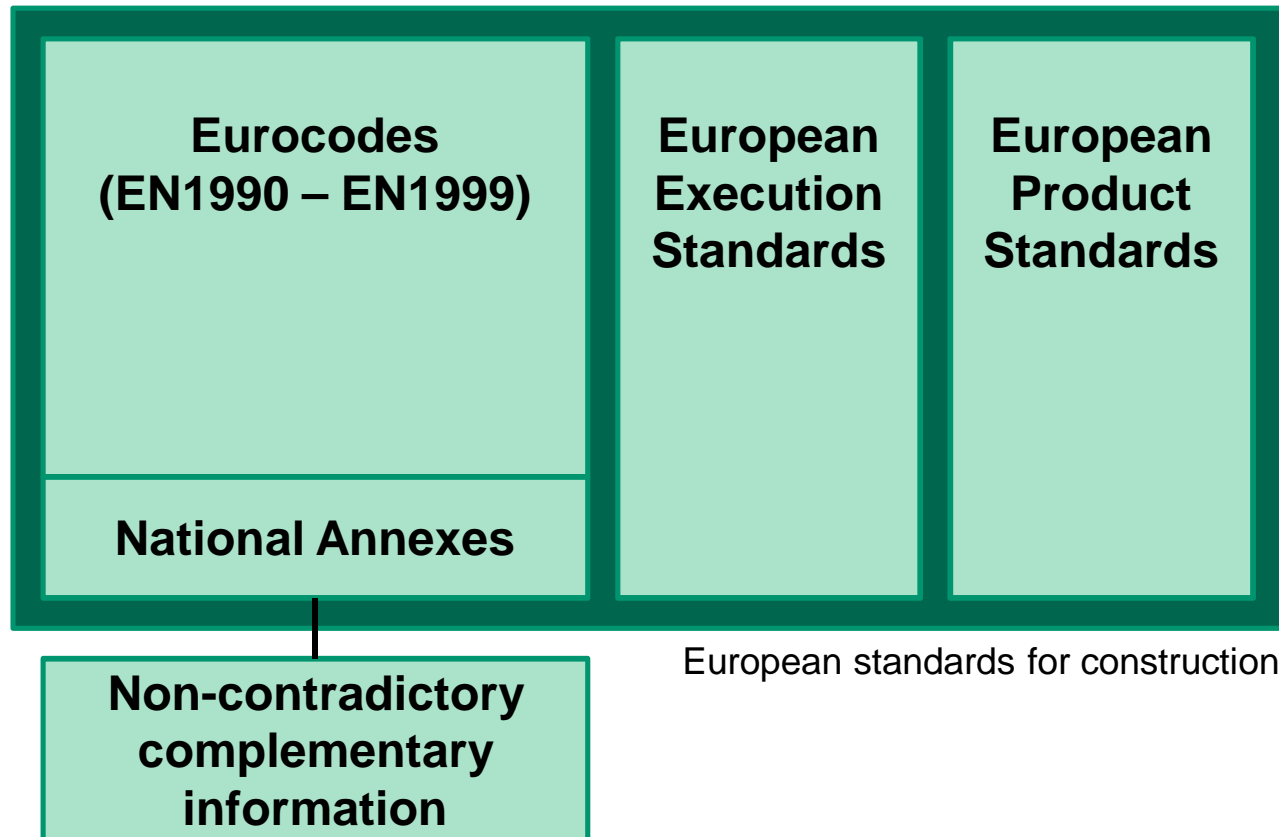 Eurocodes
(EN1990 – EN1999)
European
Execution
Standards
European
Product
Standards
National Annexes
European standards for construction
Non-contradictory
complementary
information